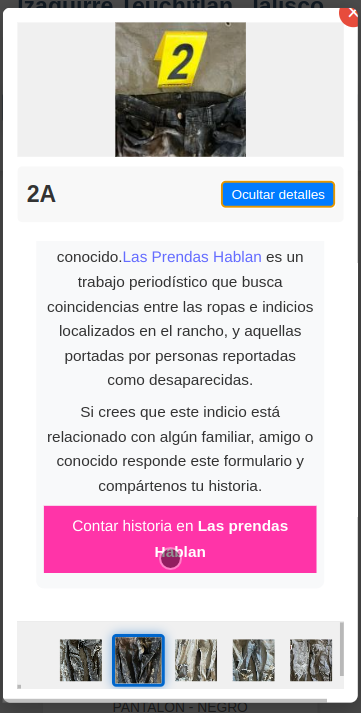 Izaguirre, Teuchitlán, Jalisco
2
2A
Ocultar detalles
conocido.Las Prendas Hablan es un
trabajo periodístico que busca
coincidencias entre las ropas e indicios
localizados en el rancho, y aquellas
portadas por personas reportadas
como desaparecidas.
Si crees que este indicio está
relacionado con algún familiar, amigo o
conocido responde este formulario y
compártenos tu historia.
Contar historia en Las prendas
Hablan
PANTALÓN - NEGRO